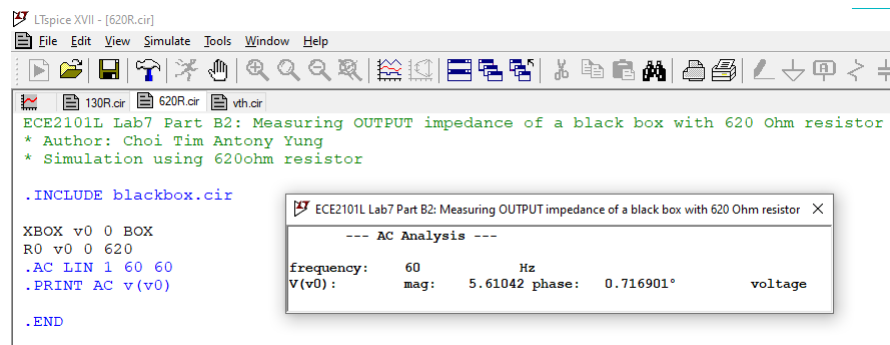 LTspice XVII - [620R.cir]
File Edit View Simulate Tools Window Help
130R.cir 620R.cir vth.cir
ECE2101L Lab7 Part B2: Measuring OUTPUT impedance of a black box with 620 Ohm resistor
* Author: Choi Tim Antony Yung
* Simulation using 620ohm resistor
.INCLUDE blackbox.cir
XBOX v0 0 BOX
R0 v0 0 620
.AC LIN 1 60 60
.PRINT AC v(v0)
.END
ECE2101L Lab7 Part B2: Measuring OUTPUT impedance of a black box with 620 Ohm resistor
--- AC Analysis ---
frequency: 60 Hz
V(v0): mag: 5.61042 phase: 0.716901° voltage